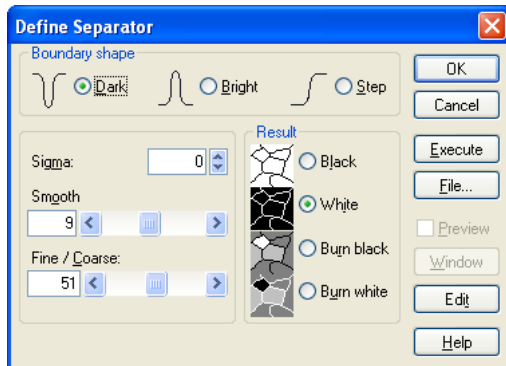 Define Separator
Boundary shape
Dark
Bright
Step
OK
Cancel
Sigma:
0
Smooth
9
Fine / Coarse:
51
Result
Black
White
Burn black
Burn white
Execute
File...
Preview
Window
Edit
Help